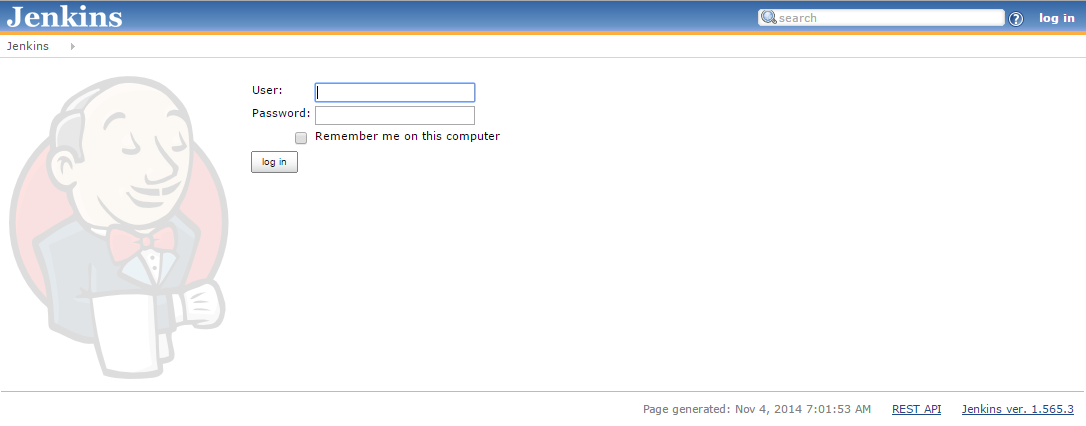 Jenkins
search
? log in
Jenkins
User:
Password:
Remember me on this computer
log in
Page generated: Nov 4, 2014 7:01:53 AM REST API Jenkins ver. 1.565.3